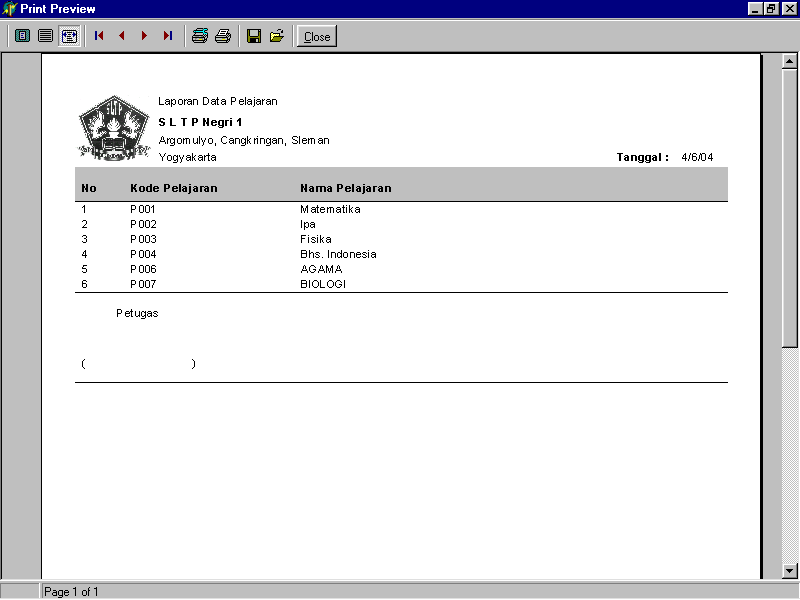 Print Preview
Close
SLTP
Laporan Data Pelajaran
S L T P Negri 1
Argomulyo, Cangkringan, Sleman
Yogyakarta
Tanggal : 4/6/04
No Kode Pelajaran Nama Pelajaran
1 P001 Matematika
2 P002 Ipa
3 P003 Fisika
4 P004 Bhs. Indonesia
5 P006 AGAMA
6 P007 BIOLOGI
Petugas
( )
Page 1 of 1